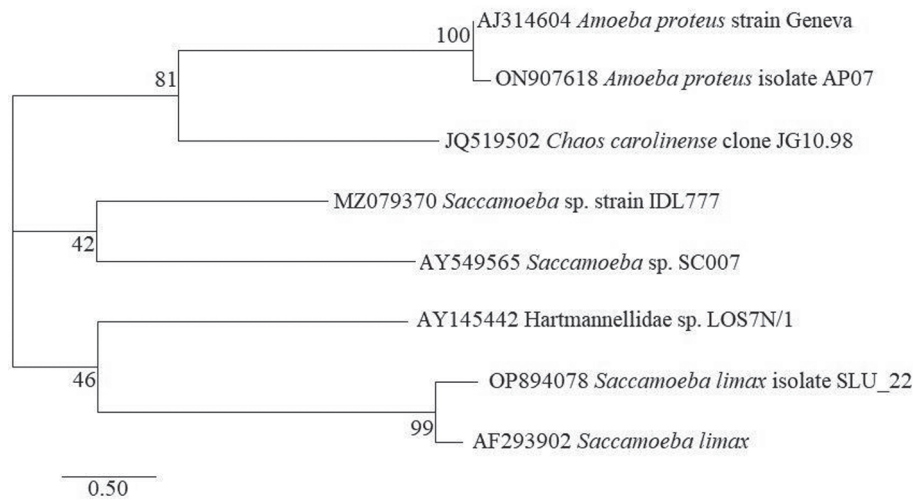 AJ314604 Amoeba proteus strain Geneva
100
81
ON907618 Amoeba proteus isolate AP07
JQ519502 Chaos carolinense clone JG10.98
MZ079370 Saccamoeba sp. strain IDL777
42
AY549565 Saccamoeba sp. SC007
AY145442 Hartmannellidae sp. LOS7N/1
46
OP894078 Saccamoeba limax isolate SLU_22
99
AF293902 Saccamoeba limax
0.50